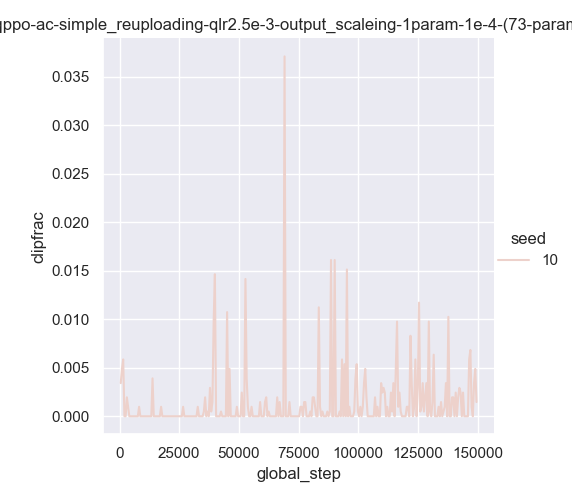 qppo-ac-simple_reuploading-qlr2.5e-3-output_scaleing-1param-1e-4-(73-param
0.035
0.030
0.025
0.020
0.015
0.010
0.005
0.000
clipfrac
0 25000 50000 75000 100000 125000 150000
global_step
seed
10